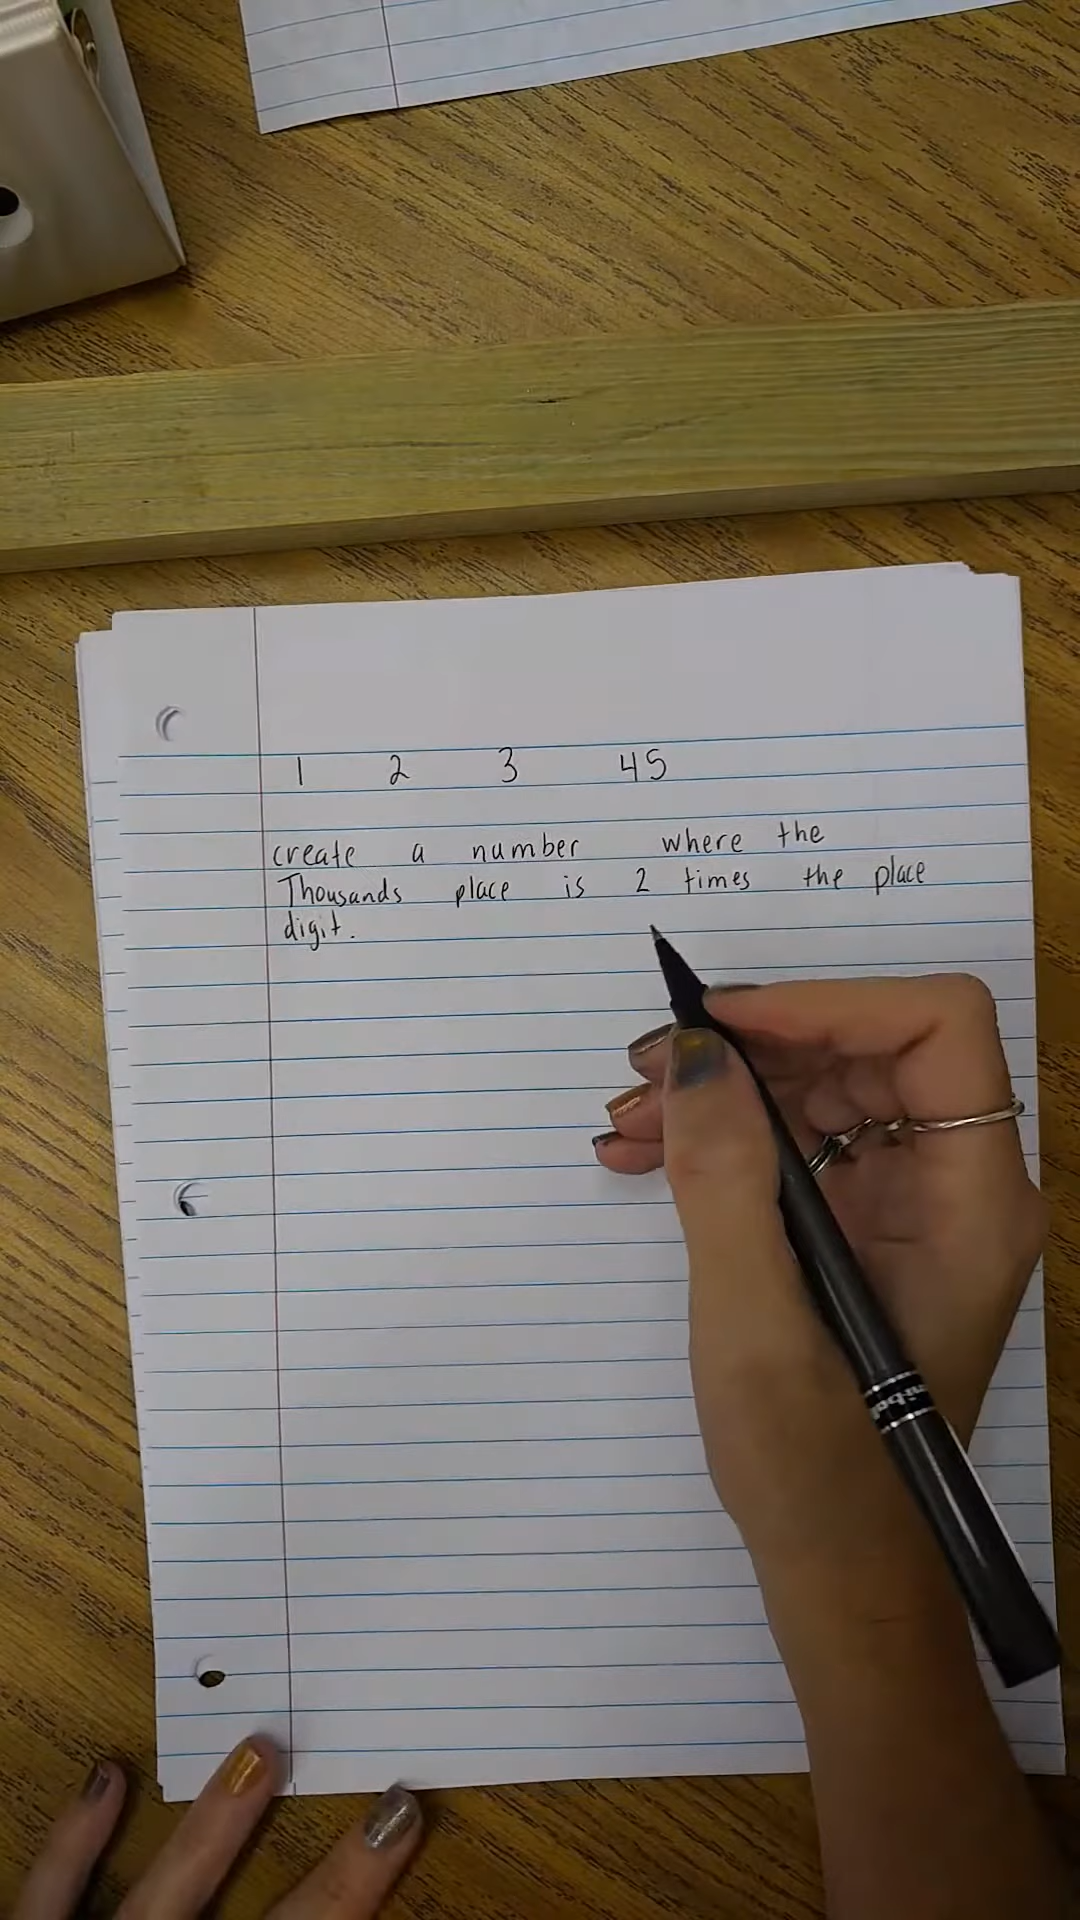 1 2 3 45
create a number where the
Thousands place is 2 times the place
digit.